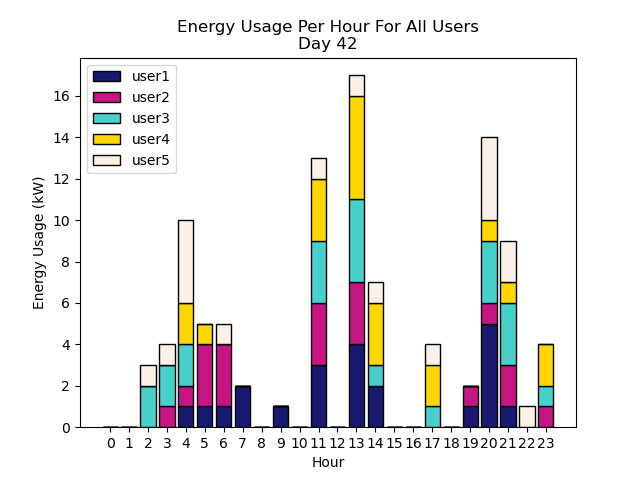 Energy Usage Per Hour For All Users
Day 42
user1
user2
user3
user4
user5
Energy Usage (kW)
16
14
12
10
8
6
4
2
0
0 1 2 3 4 5 6 7 8 9 10 11 12 13 14 15 16 17 18 19 20 21 22 23
Hour